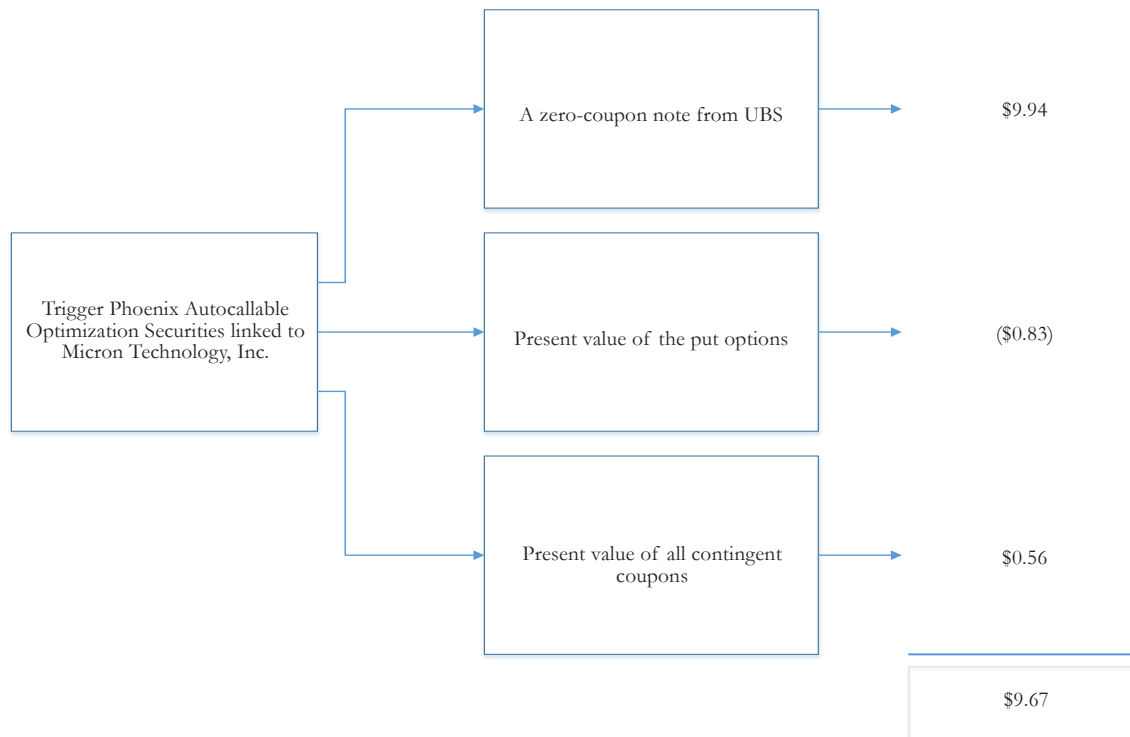 A zero-coupon note from UBS
$9.94
Trigger Phoenix Autocallable
Optimization Securities linked to
Micron Technology, Inc.
Present value of the put options
($0.83)
Present value of all contingent
coupons
$0.56
$9.67